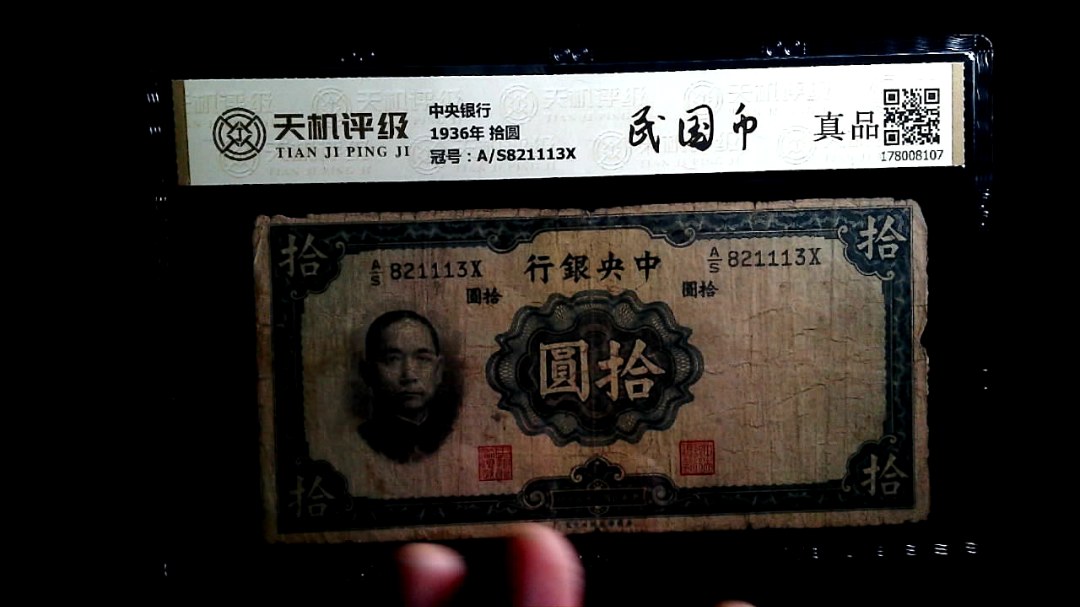 天机评级
TIAN JI PING JI
中央银行
1936年 拾圆
冠号：A/S821113X
民国币
真品
178008107
拾
拾
A/S 821113X
行銀央中
A/S 821113X
圓拾
圓拾
圓拾
拾
拾